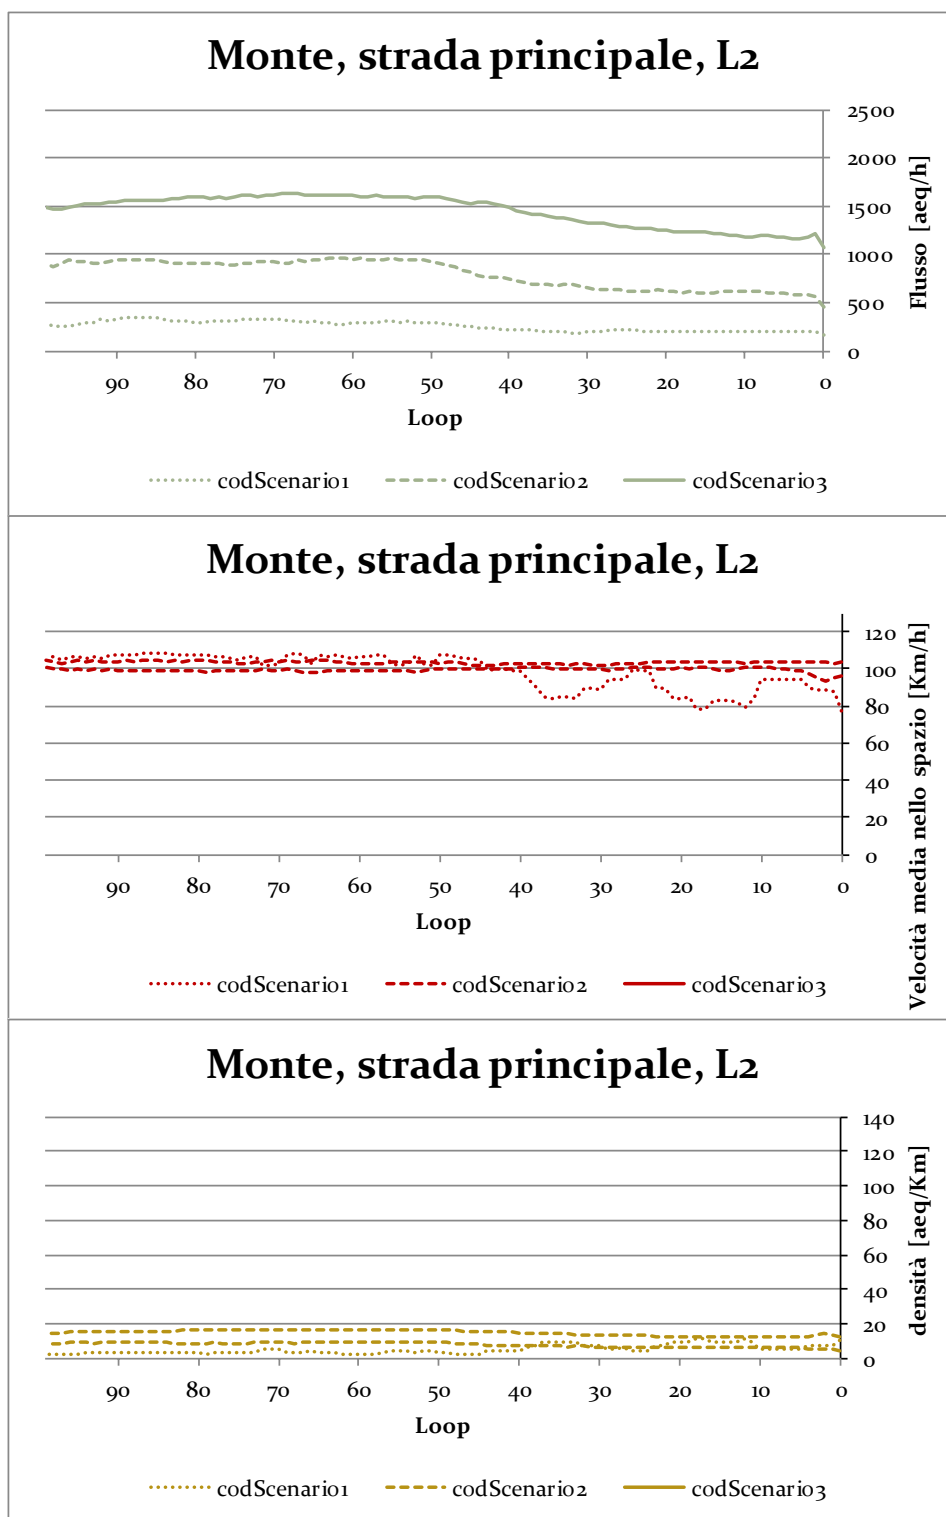 Monte, strada principale, L2
2500
2000
1500
1000
500
0
Flusso [aeq/h]
90 80 70 60 50 40 30 20 10 0
Loop
codScenario1 codScenario2 codScenario3
Monte, strada principale, L2
120
100
80
60
40
20
0
Velocità media nello spazio [Km/h]
90 80 70 60 50 40 30 20 10 0
Loop
codScenario1 codScenario2 codScenario3
Monte, strada principale, L2
140
120
100
80
60
40
20
0
densità [aeq/Km]
90 80 70 60 50 40 30 20 10 0
Loop
codScenario1 codScenario2 codScenario3